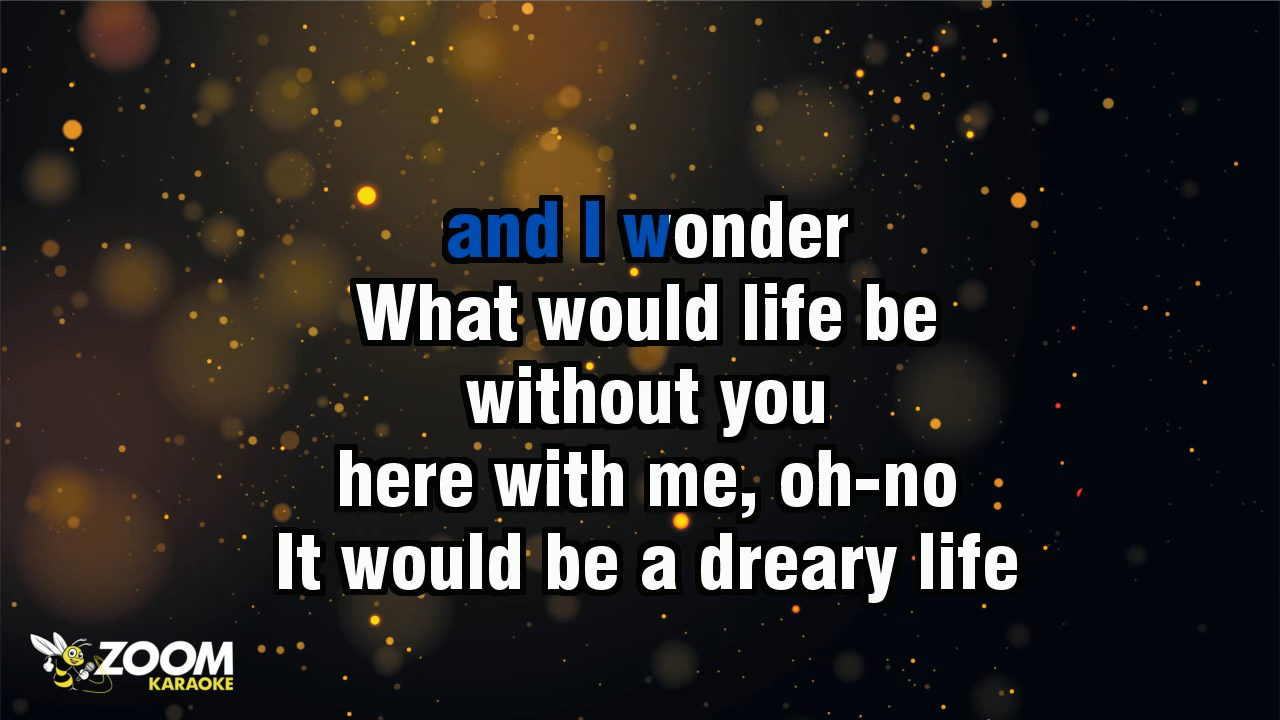 and I wonder
What would life be
without you
here with me, oh-no
It would be a dreary life
ZOOM
KARAOKE